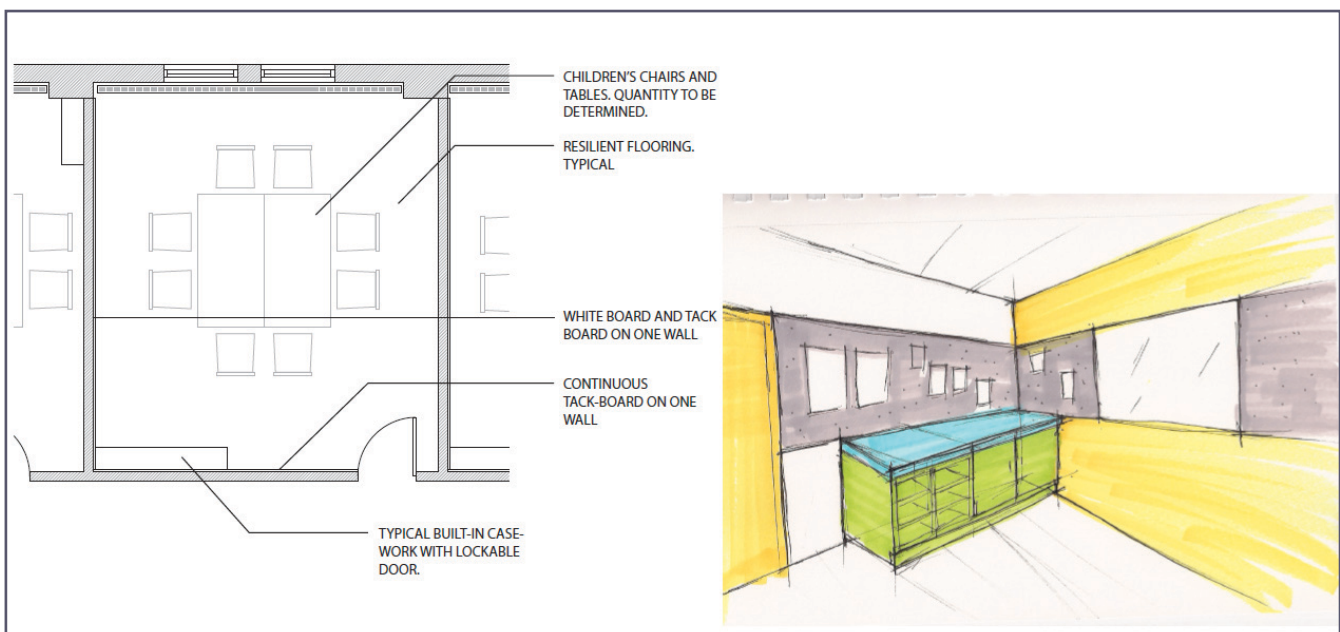 CHILDREN'S CHAIRS AND
TABLES. QUANTITY TO BE
DETERMINED.
RESILIENT FLOORING.
TYPICAL
WHITE BOARD AND TACK
BOARD ON ONE WALL
CONTINUOUS
TACK-BOARD ON ONE
WALL
TYPICAL BUILT-IN CASE-
WORK WITH LOCKABLE
DOOR.